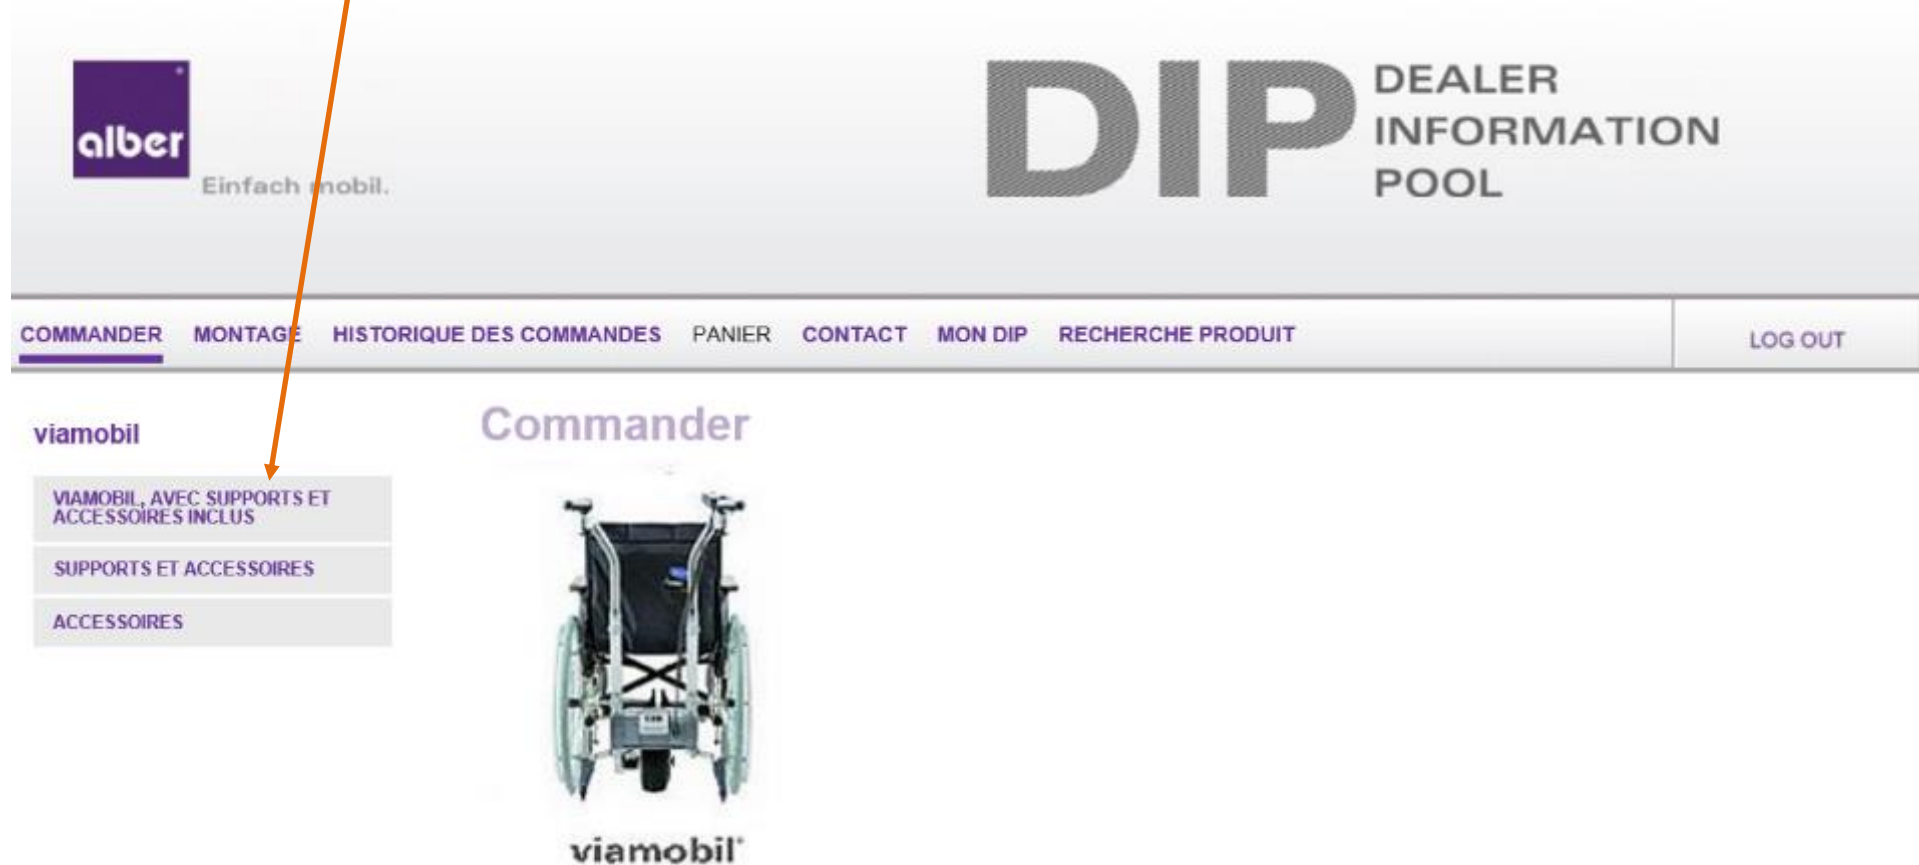 alber
Einfach mobil.
DIP
DEALER
INFORMATION
POOL
COMMANDER MONTAGE HISTORIQUE DES COMMANDES PANIER CONTACT MON DIP RECHERCHE PRODUIT LOG OUT
viamobil
VIAMOBIL, AVEC SUPPORTS ET
ACCESSOIRES INCLUS
SUPPORTS ET ACCESSOIRES
ACCESSOIRES
Commander
viamobil®